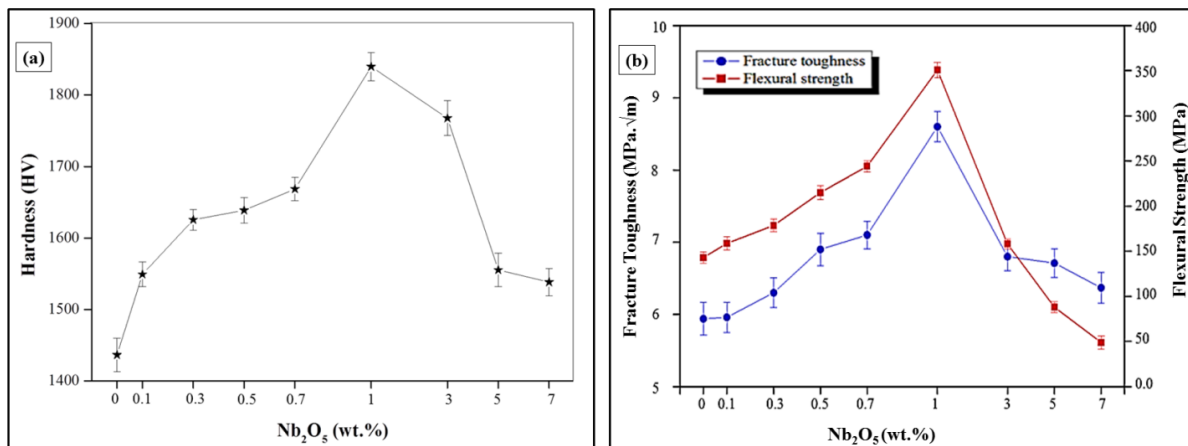 (a)
Hardness (HV)
1900
1800
1700
1600
1500
1400
0 0.1 0.3 0.5 0.7 1 3 5 7
Nb₂O₅ (wt.%)
(b)
Fracture toughness
Flexural strength
Fracture Toughness (MPa.√m)
10
9
8
7
6
5
Flexural Strength (MPa)
400
350
300
250
200
150
100
50
0.0
0 0.1 0.3 0.5 0.7 1 3 5 7
Nb₂O₅ (wt.%)